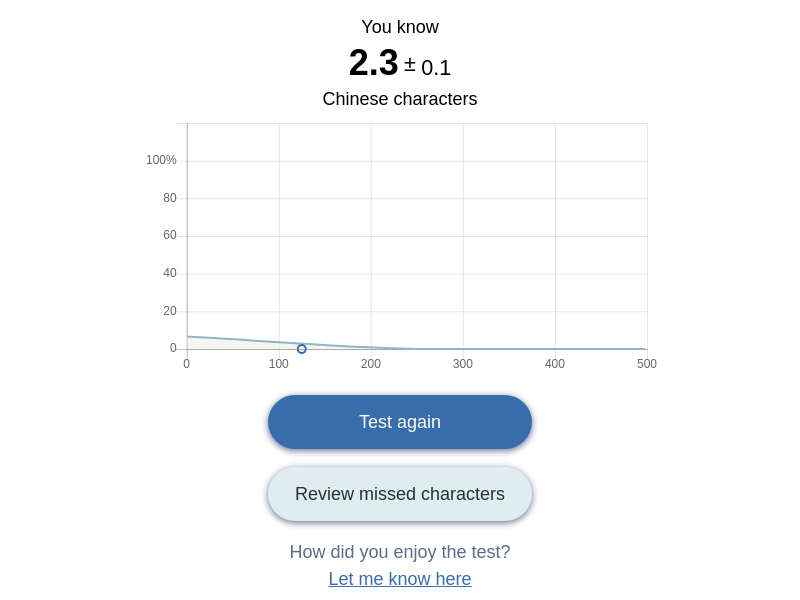 You know
2.3 ± 0.1
Chinese characters
100%
80
60
40
20
0
0 100 200 300 400 500
Test again
Review missed characters
How did you enjoy the test?
Let me know here